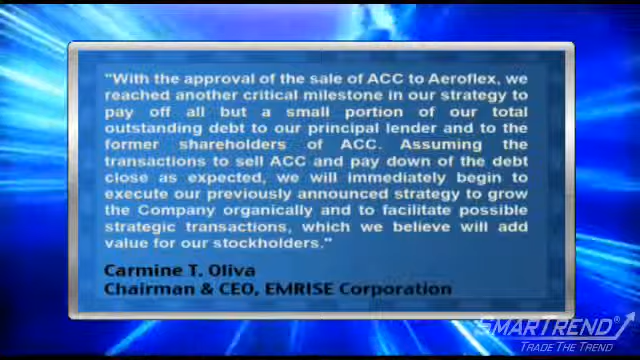 "With the approval of the sale of ACC to Aeroflex, we
reached another critical milestone in our strategy to
pay off all but a small portion of our total
outstanding debt to our principal lender and to the
former shareholders of ACC. Assuming the
transactions to sell ACC and pay down of the debt
close as expected, we will immediately begin to
execute our previously announced strategy to grow
the Company organically and to facilitate possible
strategic transactions, which we believe will add
value for our stockholders."
Carmine T. Oliva
Chairman & CEO, EMRISE Corporation
SMARTREND®
TRADE THE TREND